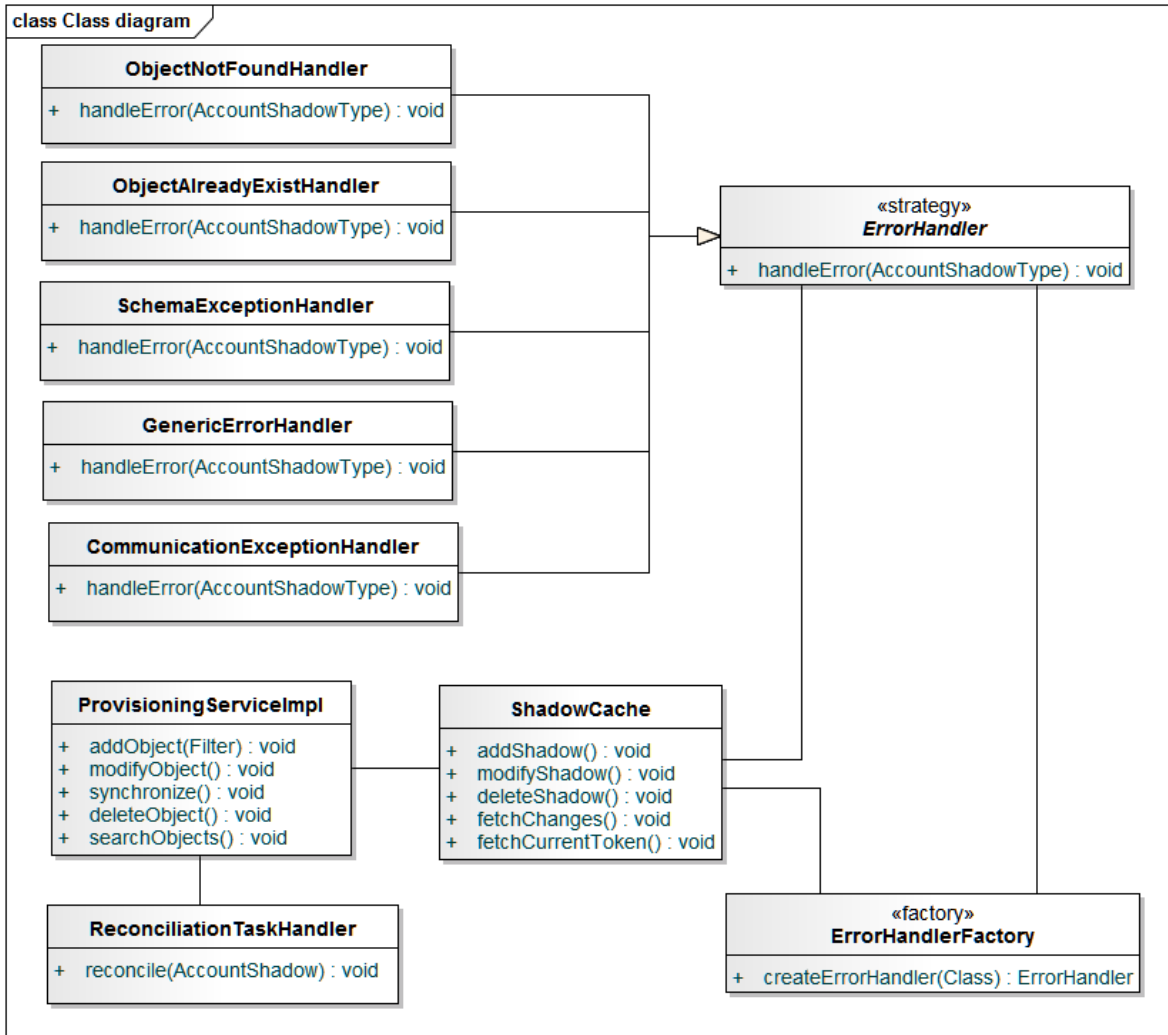 class Class diagram
ObjectNotFoundHandler
+ handleError(AccountShadowType) : void
ObjectAlreadyExistHandler
+ handleError(AccountShadowType) : void
SchemaExceptionHandler
+ handleError(AccountShadowType) : void
GenericErrorHandler
+ handleError(AccountShadowType) : void
CommunicationExceptionHandler
+ handleError(AccountShadowType) : void
«strategy»
ErrorHandler
+ handleError(AccountShadowType) : void
ProvisioningServiceImpl
+ addObject(Filter) : void
+ modifyObject() : void
+ synchronize() : void
+ deleteObject() : void
+ searchObjects() : void
ShadowCache
+ addShadow() : void
+ modifyShadow() : void
+ deleteShadow() : void
+ fetchChanges() : void
+ fetchCurrentToken() : void
ReconciliationTaskHandler
+ reconcile(AccountShadow) : void
«factory»
ErrorHandlerFactory
+ createErrorHandler(Class) : ErrorHandler